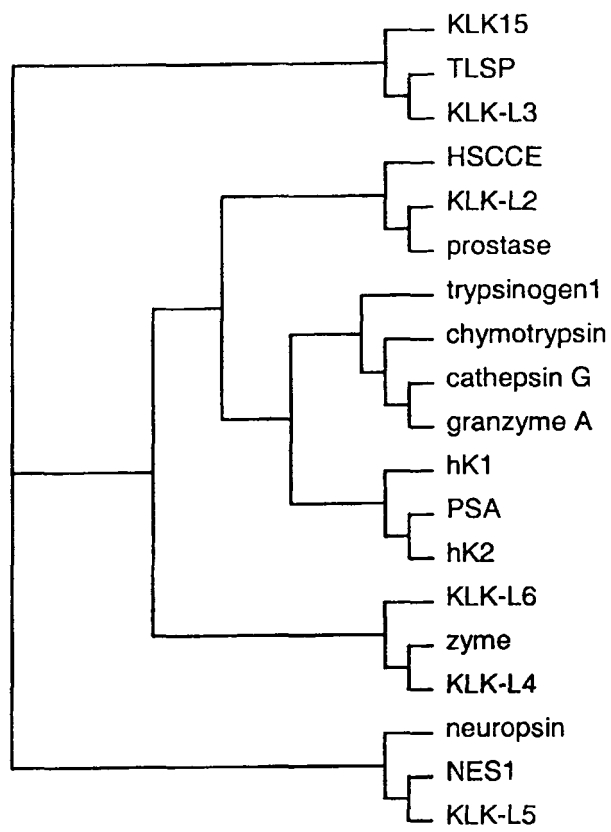 KLK15
TLSP
KLK-L3
HSCCE
KLK-L2
prostase
trypsinogen1
chymotrypsin
cathepsin G
granzyme A
hK1
PSA
hK2
KLK-L6
zyme
KLK-L4
neuropsin
NES1
KLK-L5